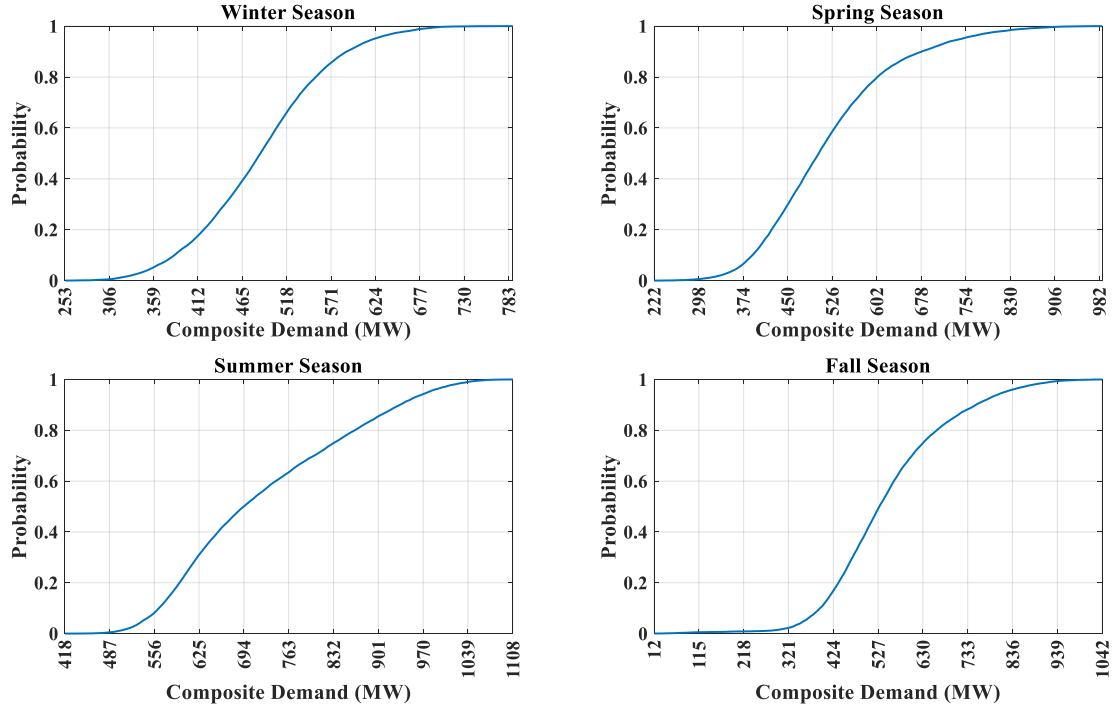 Winter Season
Probability
1
0.8
0.6
0.4
0.2
0
253 306 359 412 465 518 571 624 677 730 783
Composite Demand (MW)
Spring Season
Probability
1
0.8
0.6
0.4
0.2
0
222 298 374 450 526 602 678 754 830 906 982
Composite Demand (MW)
Summer Season
Probability
1
0.8
0.6
0.4
0.2
0
418 487 556 625 694 763 832 901 970 1039 1108
Composite Demand (MW)
Fall Season
Probability
1
0.8
0.6
0.4
0.2
0
12 115 218 321 424 527 630 733 836 939 1042
Composite Demand (MW)